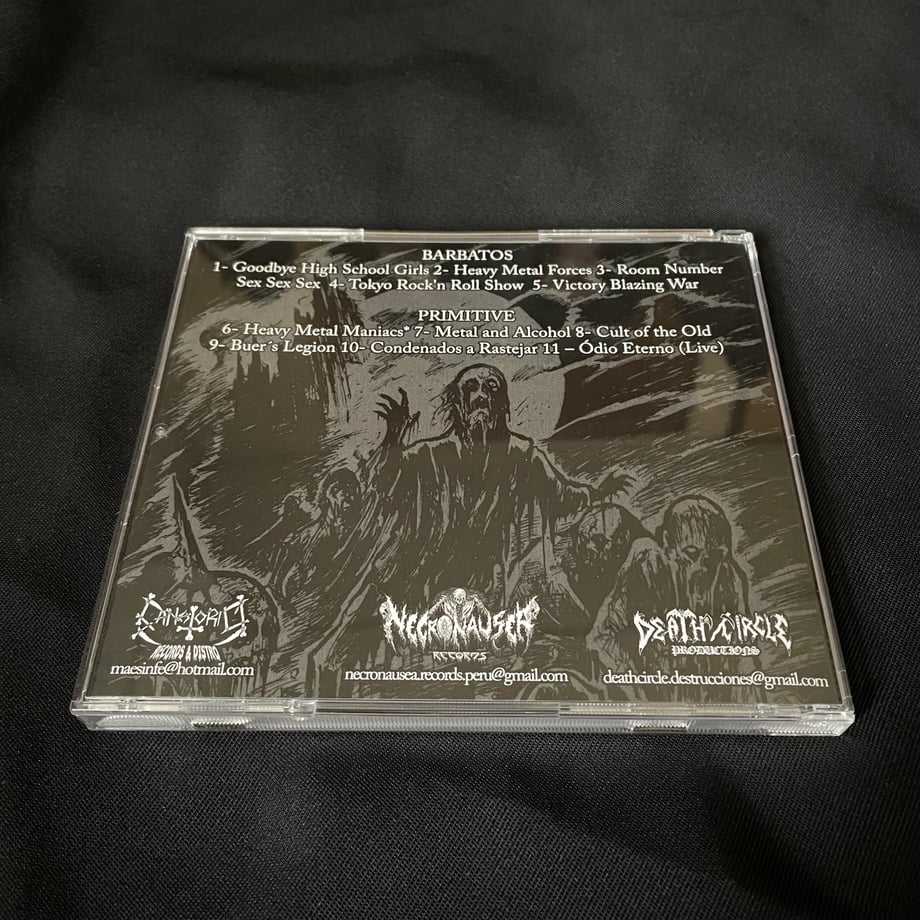 BARBATOS
1- Goodbye High School Girls 2- Heavy Metal Forces 3- Room Number
Sex Sex Sex 4- Tokyo Rock'n Roll Show 5- Victory Blazing War
PRIMITIVE
6- Heavy Metal Maniacs* 7- Metal and Alcohol 8- Cult of the Old
9- Buer´s Legion 10- Condenados a Rastejar 11 – Ódio Eterno (Live)
RECORDS & DISTRO
maesinfe@hotmail.com
NECRONAUSEA
RECORDS
necronausea.records.peru@gmail.com
DEATH CIRCLE
PRODUCTIONS
deathcircle.destrucciones@gmail.com